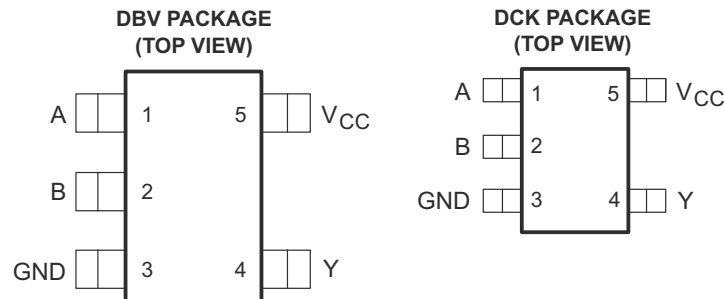 DBV PACKAGE
(TOP VIEW)
A 1 5 VCC
B 2
GND 3 4 Y
DCK PACKAGE
(TOP VIEW)
A 1 5 VCC
B 2
GND 3 4 Y